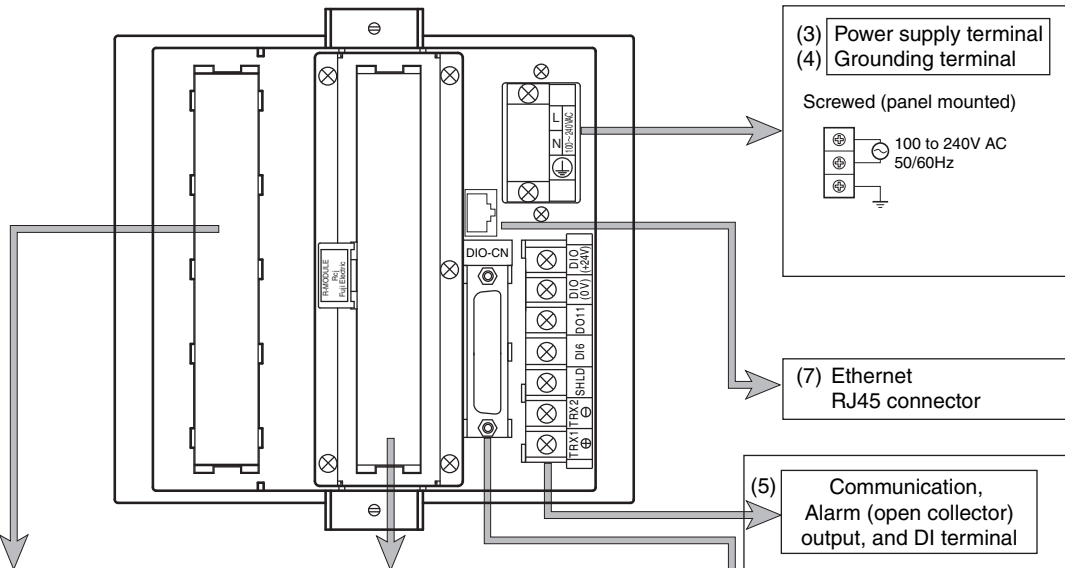 (3) Power supply terminal
(4) Grounding terminal
Screwed (panel mounted)
100 to 240V AC
50/60Hz
L
N
100~240VAC
DIO-CN
R-MODULE
Rcj
Fuji Electric
DIO
(+24V)
DIO
(0V)
DO11
DI6
SHLD
TRX2
⊖
TRX1
⊕
(7) Ethernet
RJ45 connector
(5) Communication,
Alarm (open collector)
output, and DI terminal